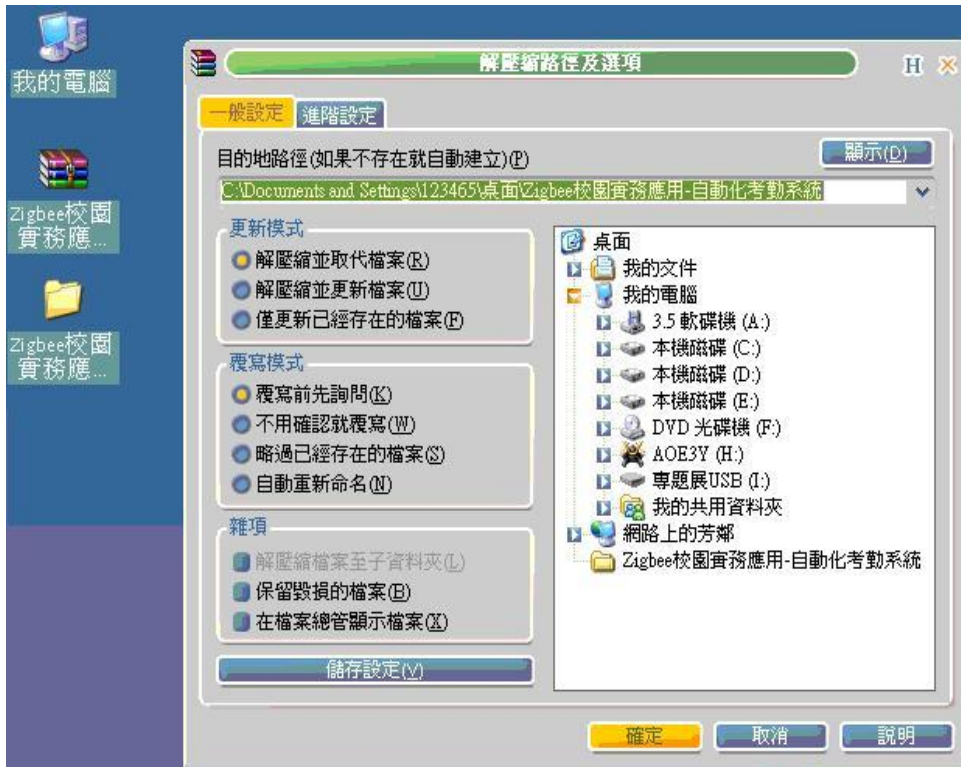 我的電腦
Zigbee校園
實務應...
Zigbee校園
實務應...
解壓縮路徑及選項
H
一般設定
進階設定
目的地路徑(如果不存在就自動建立)(P)
顯示(D)
C:\Documents and Settings\123465\桌面\Zigbee校園實務應用-自動化考勤系統
更新模式
解壓縮並取代檔案(R)
解壓縮並更新檔案(U)
僅更新已經存在的檔案(F)
覆寫模式
覆寫前先詢問(K)
不用確認就覆寫(W)
略過已經存在的檔案(S)
自動重新命名(N)
雜項
解壓縮檔案至子資料夾(L)
保留毀損的檔案(B)
在檔案總管顯示檔案(X)
儲存設定(V)
桌面
我的文件
我的電腦
3.5 軟碟機 (A:)
本機磁碟 (C:)
本機磁碟 (D:)
本機磁碟 (E:)
DVD 光碟機 (F:)
AOE3Y (H:)
專題展USB (I:)
我的共用資料夾
網路上的芳鄰
Zigbee校園實務應用-自動化考勤系統
確定
取消
說明